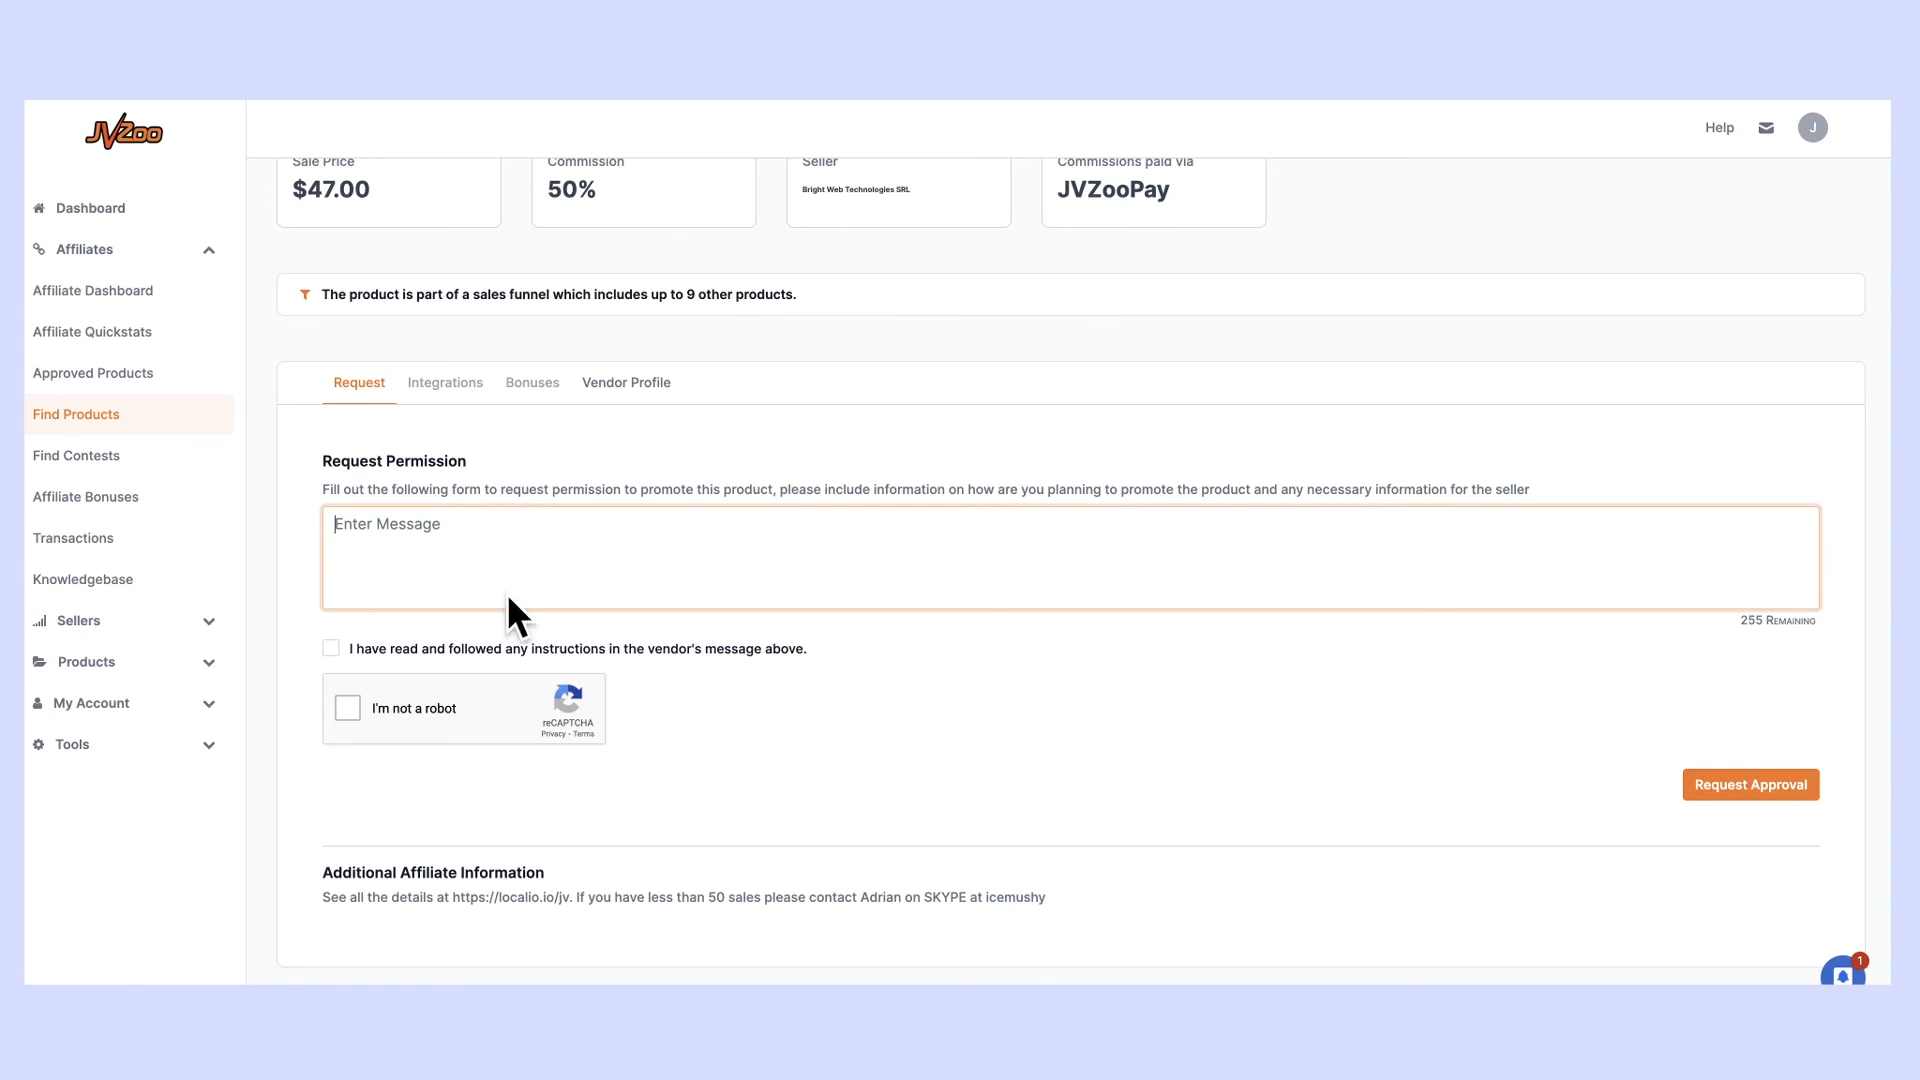 JVZoo
Help
J
Dashboard
Affiliates
Affiliate Dashboard
Affiliate Quickstats
Approved Products
Find Products
Find Contests
Affiliate Bonuses
Transactions
Knowledgebase
Sellers
Products
My Account
Tools
Sale Price
$47.00
Commission
50%
Seller
Bright Web Technologies SRL
Commissions paid via
JVZooPay
The product is part of a sales funnel which includes up to 9 other products.
Request Integrations Bonuses Vendor Profile
Request Permission
Fill out the following form to request permission to promote this product, please include information on how are you planning to promote the product and any necessary information for the seller
Enter Message
255 REMAINING
I have read and followed any instructions in the vendor's message above.
I'm not a robot
reCAPTCHA
Privacy - Terms
Request Approval
Additional Affiliate Information
See all the details at https://localio.io/jv. If you have less than 50 sales please contact Adrian on SKYPE at icemushy
1